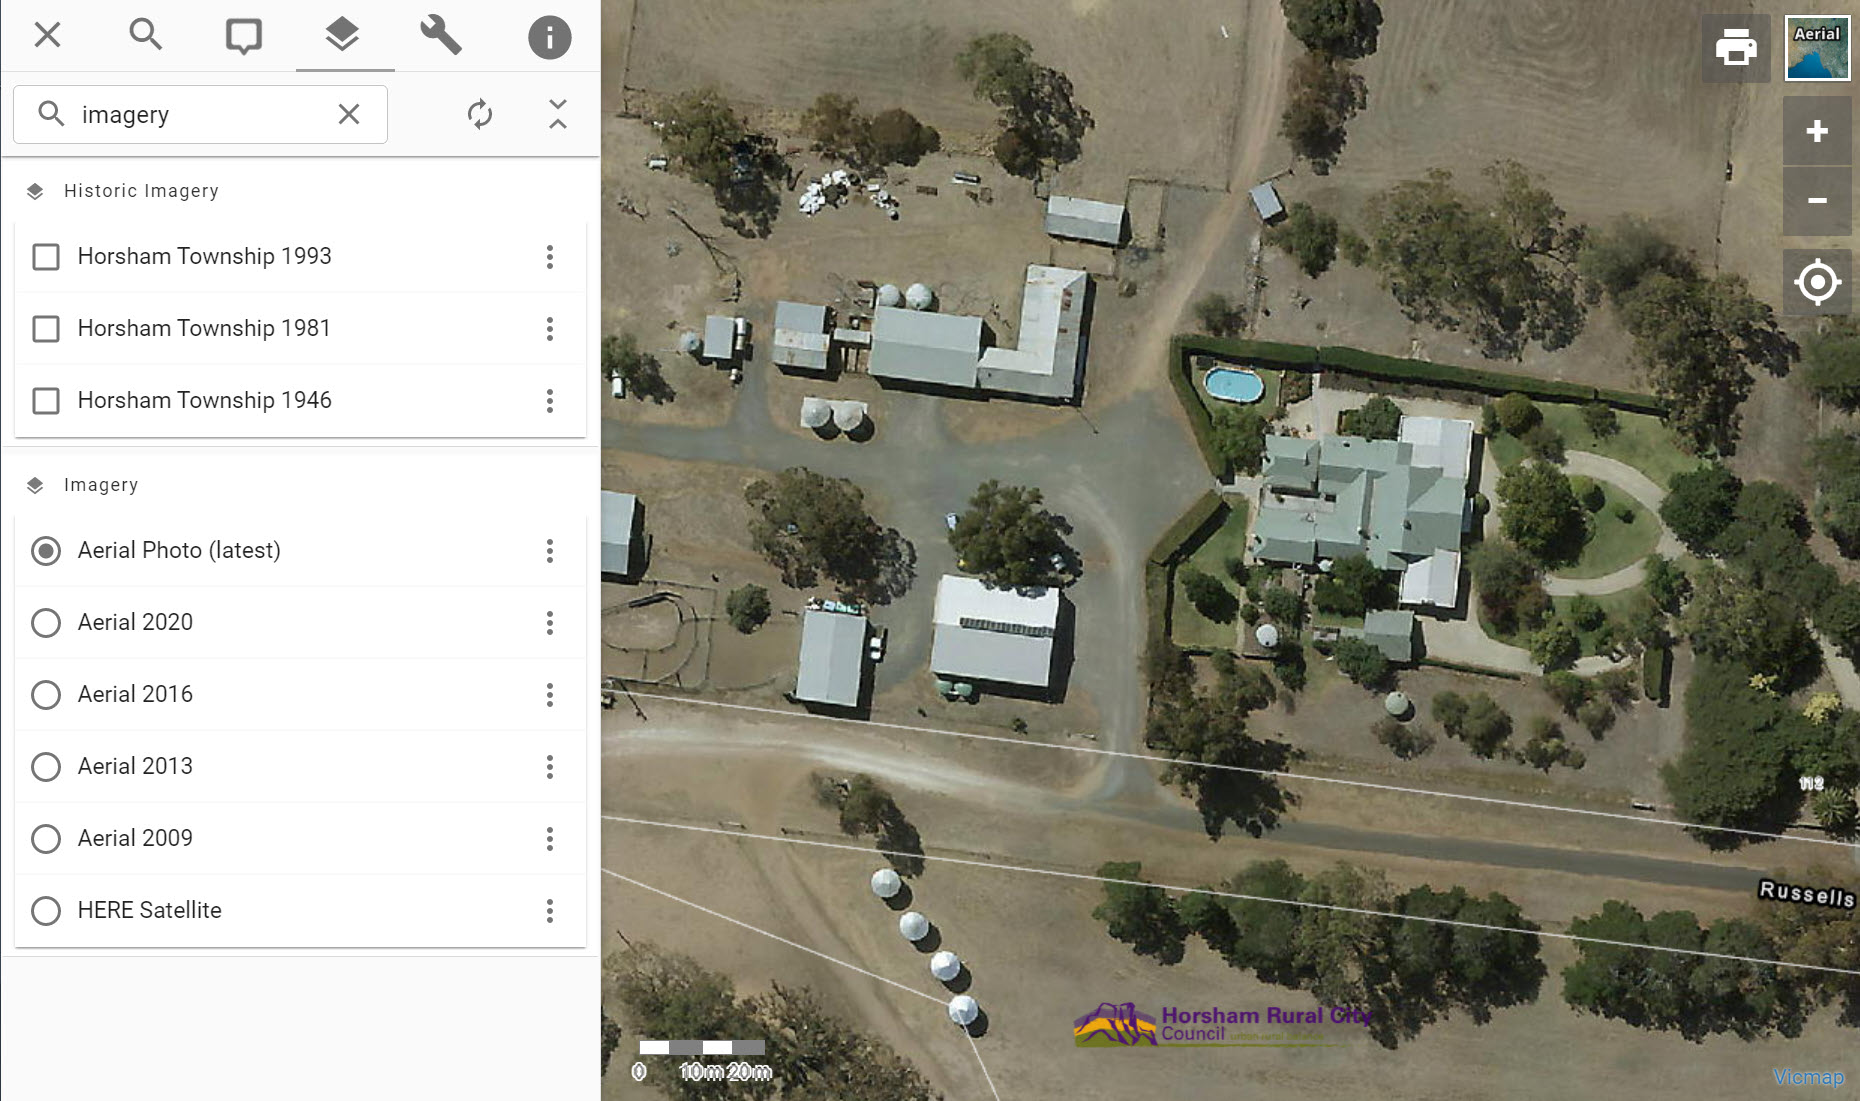 imagery
Historic Imagery
Horsham Township 1993
Horsham Township 1981
Horsham Township 1946
Imagery
Aerial Photo (latest)
Aerial 2020
Aerial 2016
Aerial 2013
Aerial 2009
HERE Satellite
Aerial
112
Russells
Horsham Rural City
Council
0 10m 20m
Vicmap